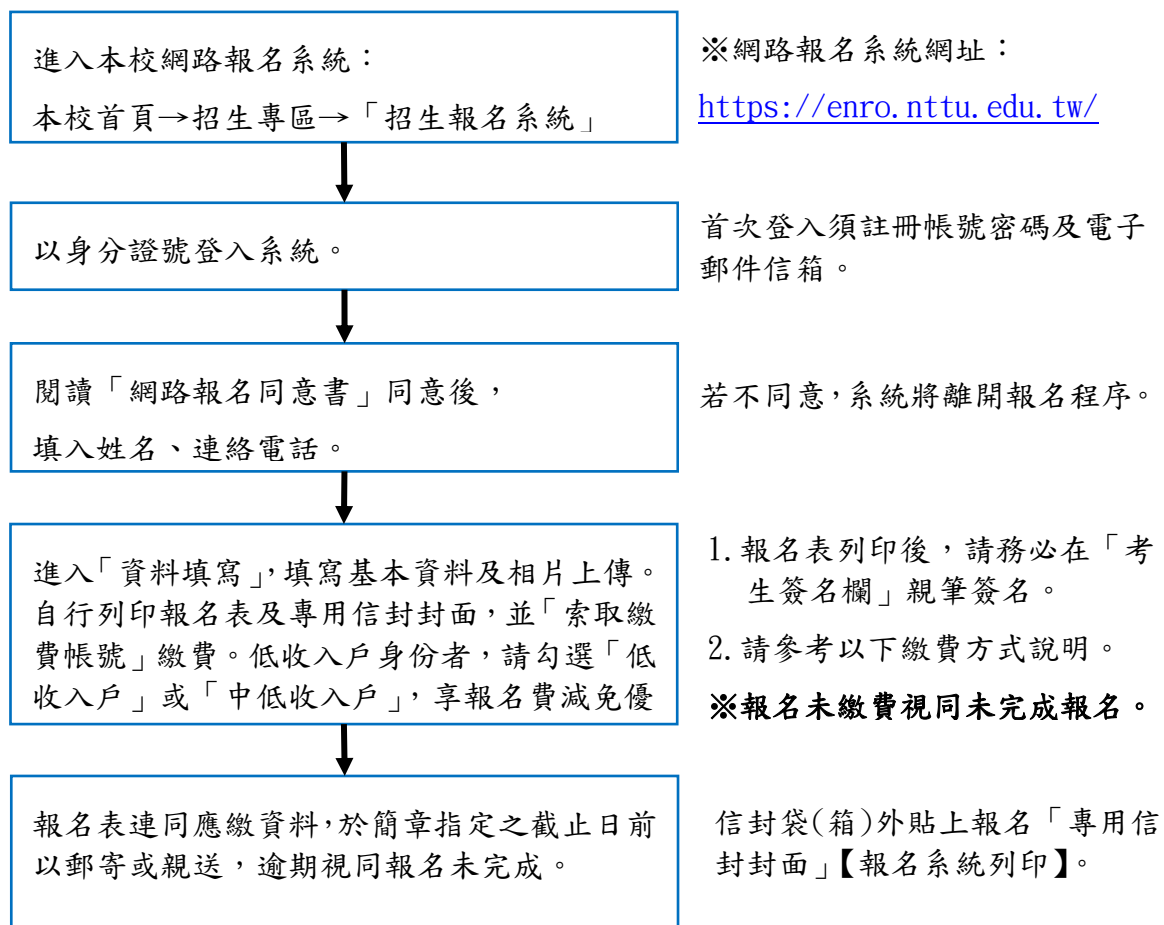 進入本校網路報名系統：
本校首頁→招生專區→「招生報名系統」
※網路報名系統網址：
https://enro.nttu.edu.tw/
以身分證號登入系統。
首次登入須註冊帳號密碼及電子
郵件信箱。
閱讀「網路報名同意書」同意後，
填入姓名、連絡電話。
若不同意，系統將離開報名程序。
進入「資料填寫」，填寫基本資料及相片上傳。
自行列印報名表及專用信封封面，並「索取繳
費帳號」繳費。低收入戶身份者，請勾選「低
收入戶」或「中低收入戶」，享報名費減免優
1.報名表列印後，請務必在「考
生簽名欄」親筆簽名。
2.請參考以下繳費方式說明。
※報名未繳費視同未完成報名。
報名表連同應繳資料，於簡章指定之截止日前
以郵寄或親送，逾期視同報名未完成。
信封袋(箱)外貼上報名「專用信
封封面」【報名系統列印】。